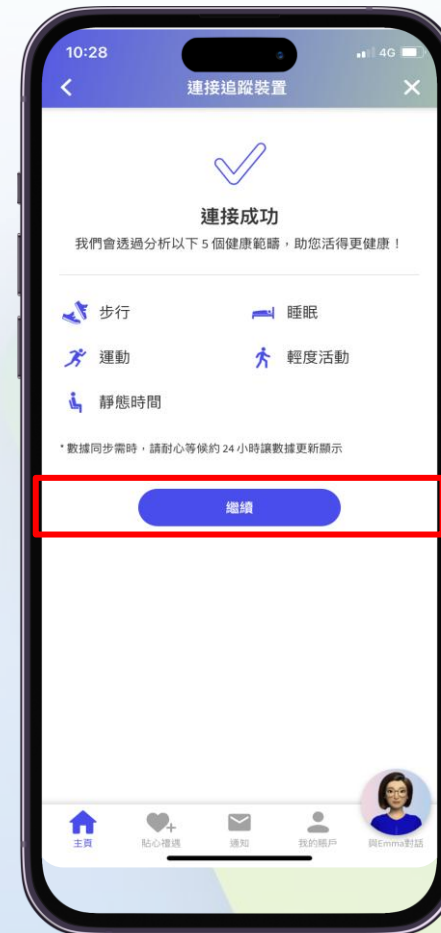 10:28
4G
連接追蹤裝置
連接成功
我們會透過分析以下 5 個健康範疇，助您活得更健康！
步行
睡眠
運動
輕度活動
靜態時間
* 數據同步需時，請耐心等候約 24 小時讓數據更新顯示
繼續
主頁
貼心禮遇
通知
我的賬戶
與Emma對話